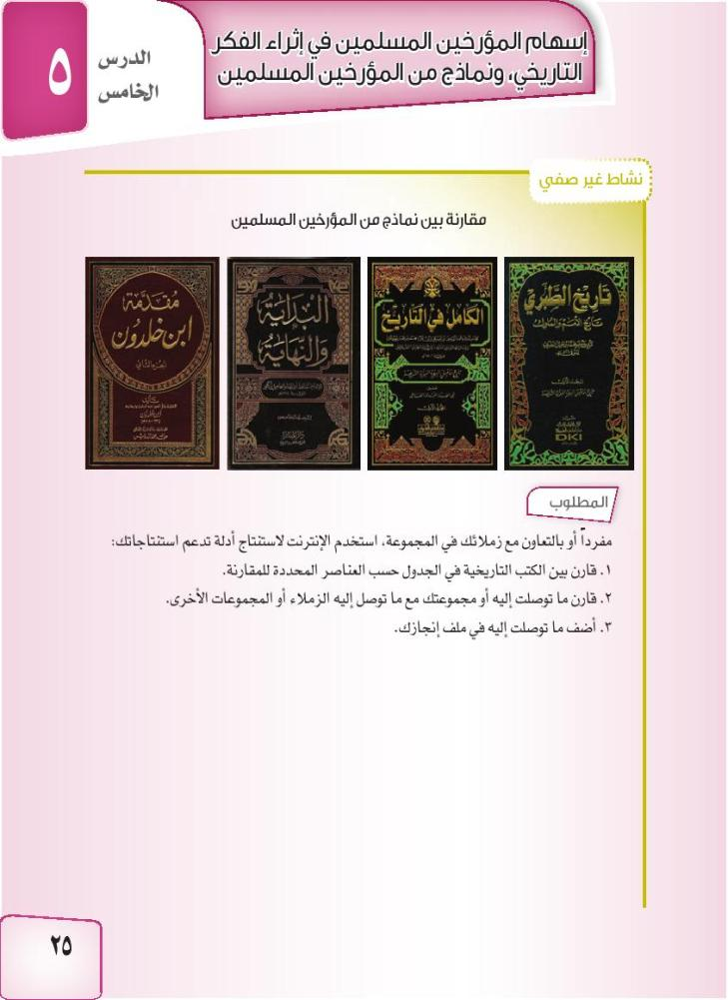 إسهام المؤرخين المسلمين في إثراء الفكر
التاريخي، ونماذج من المؤرخين المسلمين
الدرس
الخامس
٥
نشاط غير صفي
مقارنة بين نماذج من المؤرخين المسلمين
تاريخ الطبري
تاريخ الأمم والملوك
DKI
الكامل في التاريخ
البداية
والنهاية
مقدمة
ابن خلدون
الجزء الثاني
المطلوب
مفرداً أو بالتعاون مع زملائك في المجموعة، استخدم الإنترنت لاستنتاج أدلة تدعم استنتاجاتك:
١. قارن بين الكتب التاريخية في الجدول حسب العناصر المحددة للمقارنة.
٢. قارن ما توصلت إليه أو مجموعتك مع ما توصل إليه الزملاء أو المجموعات الأخرى.
٣. أضف ما توصلت إليه في ملف إنجازك.
٢٥